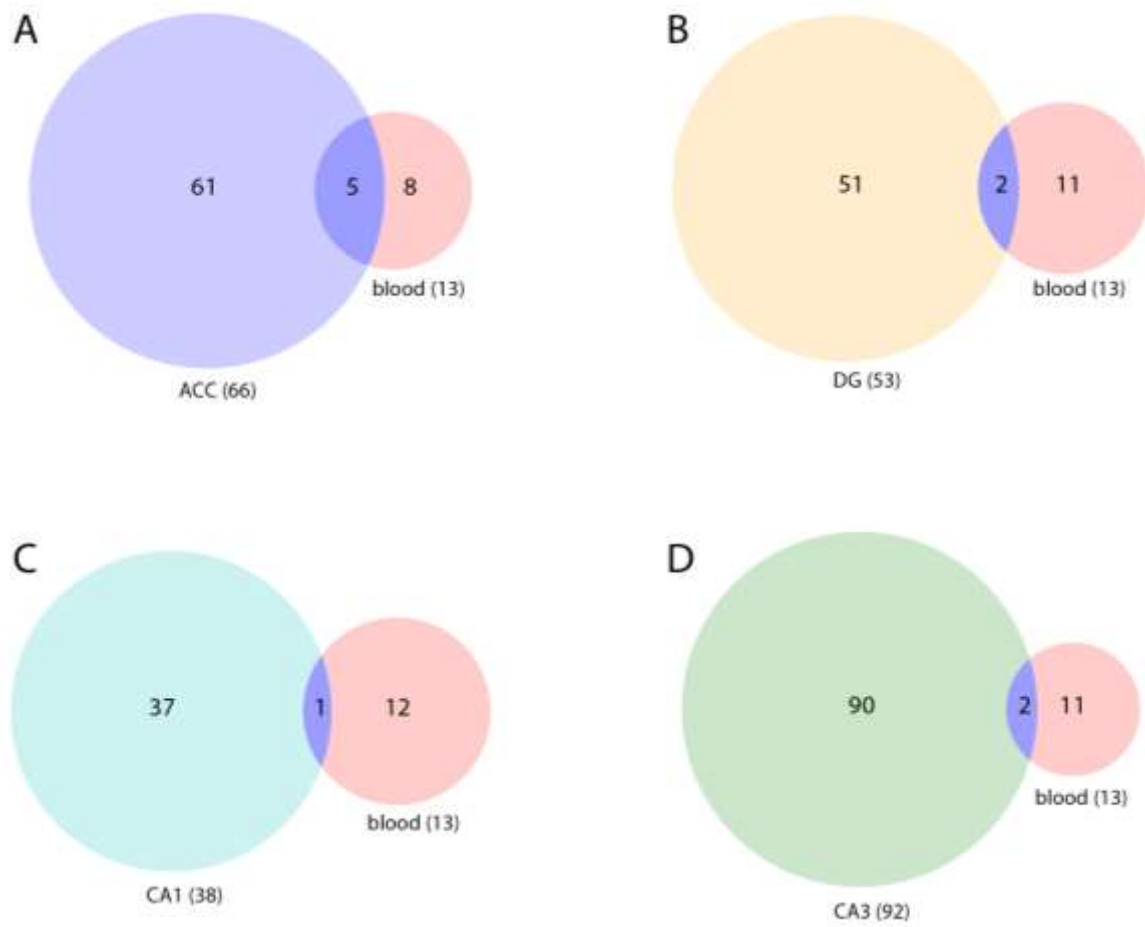 A
61
5
8
blood (13)
ACC (66)
B
51
2
11
blood (13)
DG (53)
C
37
1
12
blood (13)
CA1 (38)
D
90
2
11
blood (13)
CA3 (92)